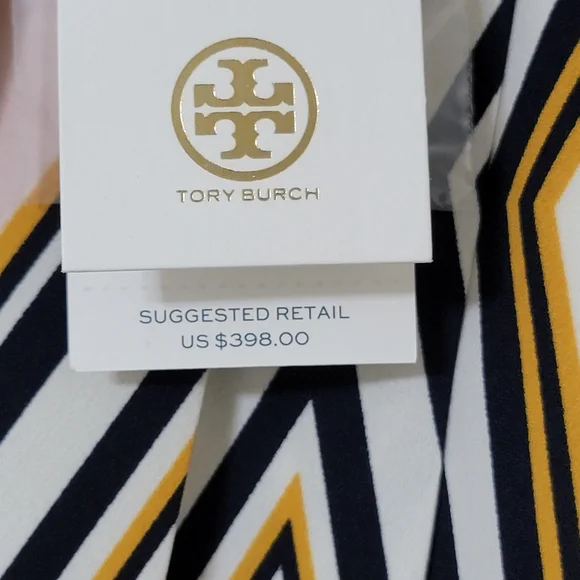 TORY BURCH
SUGGESTED RETAIL
US $398.00